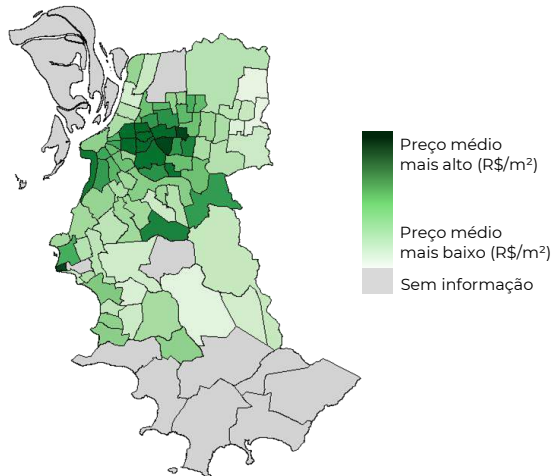 Preço médio
mais alto (R$/m²)
Preço médio
mais baixo (R$/m²)
Sem informação